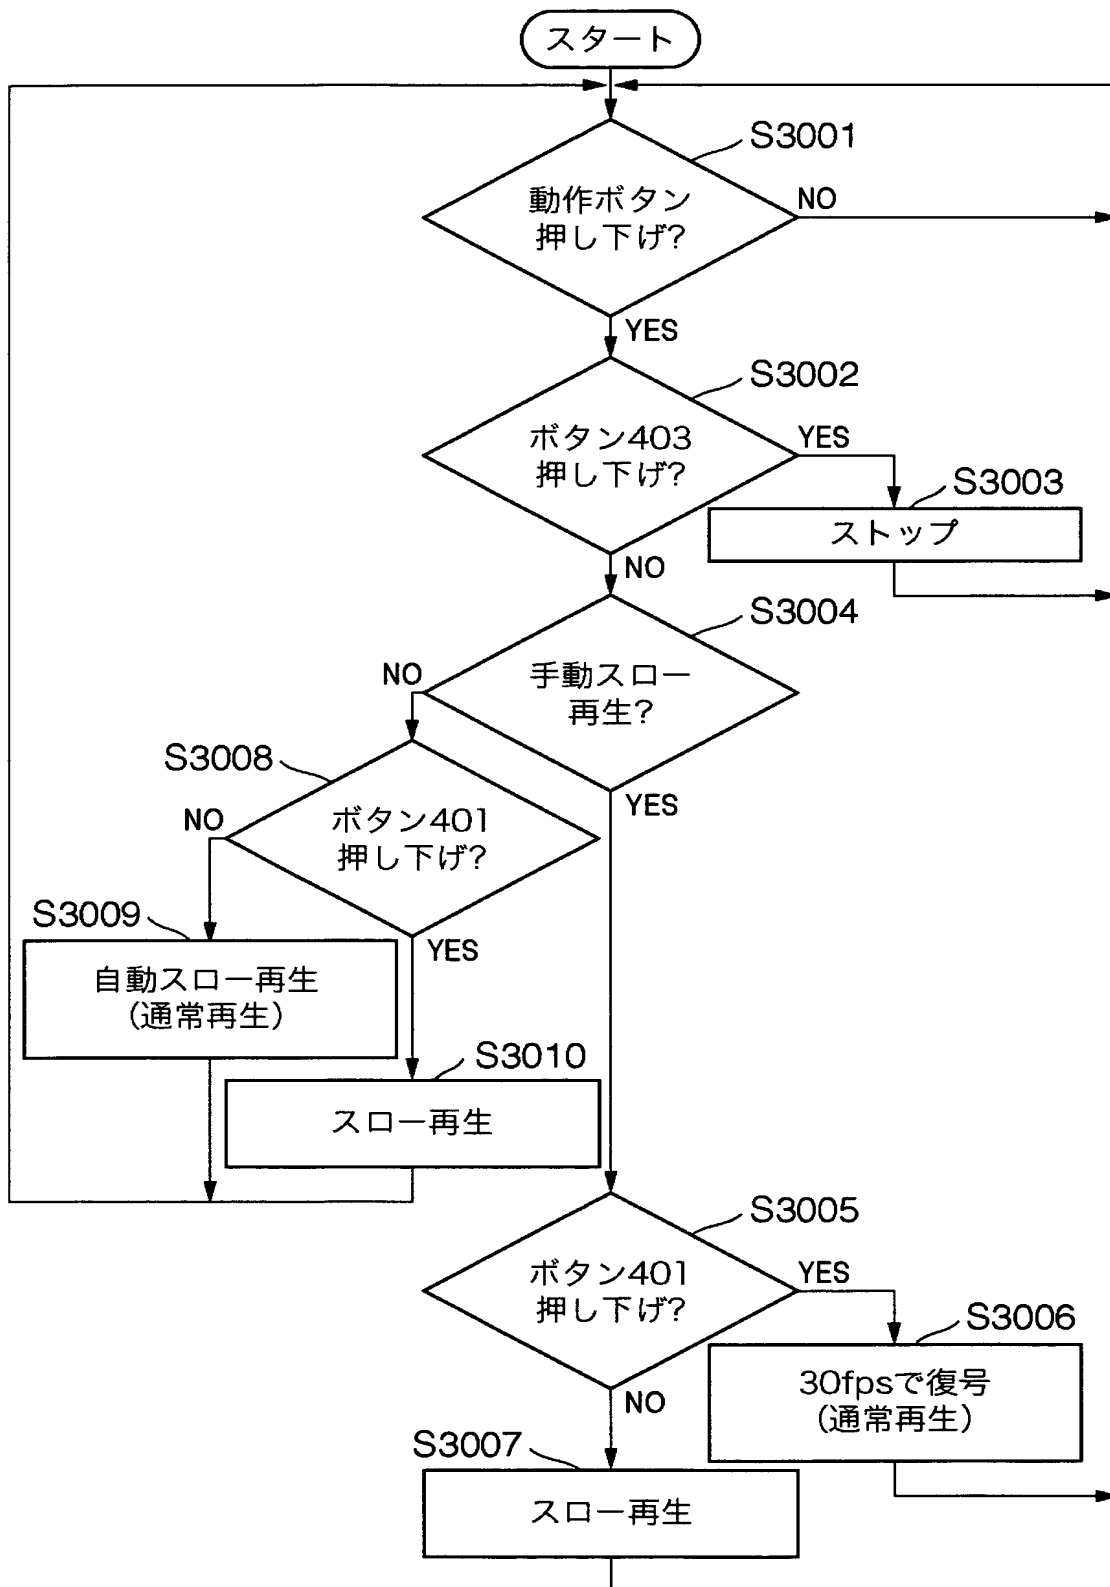 スタート
S3001
動作ボタン
押し下げ?
NO
YES
S3002
ボタン403
押し下げ?
YES
S3003
ストップ
NO
S3004
手動スロー
再生?
NO
YES
S3008
ボタン401
押し下げ?
NO
YES
S3009
自動スロー再生
(通常再生)
S3010
スロー再生
S3005
ボタン401
押し下げ?
YES
S3006
30fpsで復号
(通常再生)
NO
S3007
スロー再生